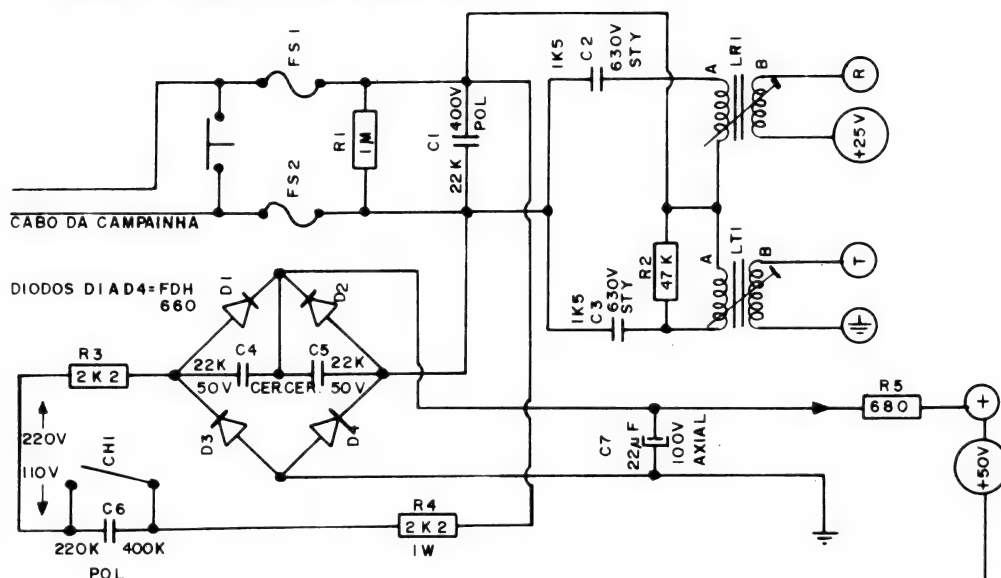 FS1
FS2
R1
1M
C1
400V
POL
22K
1K5
C2
630V
STY
A
LR1
B
R
+25V
CABO DA CAMPAINHA
R2
47K
1K5
C3
630V
STY
A
LT1
B
T
DIODOS D1 A D4=FDH
660
D1
D2
C4
C5
22K
22K
50V
CER.
CER.
50V
D3
D4
R3
2K2
220V
110V
CH1
C6
220K
400K
POL
R4
2K2
1W
C7
22µF
100V
AXIAL
R5
680
+
+50V